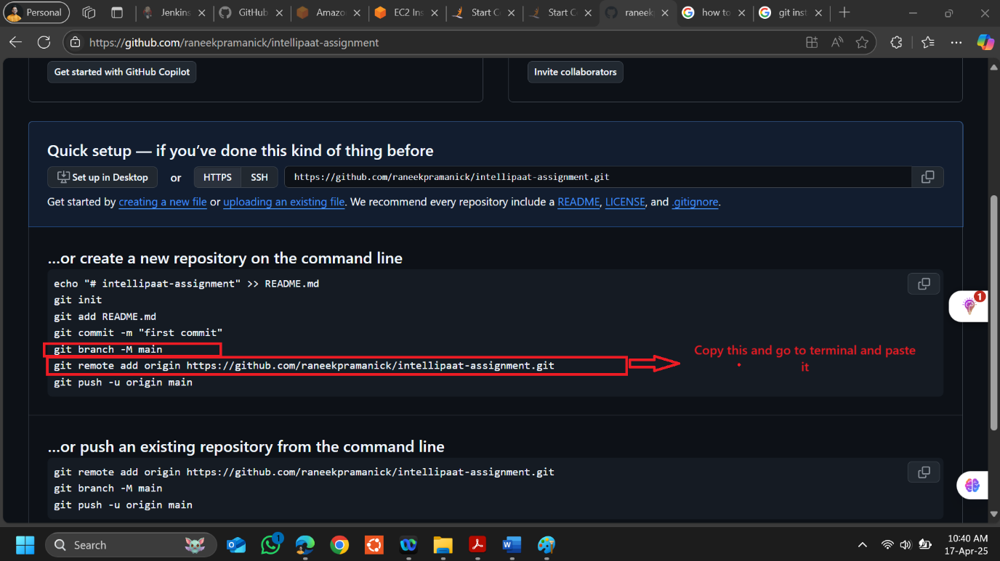 Personal
Jenkins
GitHub
Amazo
EC2 Ins
Start C
Start C
raneekp
how to
git inst
https://github.com/raneekpramanick/intellipaat-assignment
Get started with GitHub Copilot
Invite collaborators
Quick setup — if you’ve done this kind of thing before
Set up in Desktop
or
HTTPS
SSH
https://github.com/raneekpramanick/intellipaat-assignment.git
Get started by creating a new file or uploading an existing file. We recommend every repository include a README, LICENSE, and .gitignore.
…or create a new repository on the command line
echo "# intellipaat-assignment" >> README.md
git init
git add README.md
git commit -m "first commit"
git branch -M main
git remote add origin https://github.com/raneekpramanick/intellipaat-assignment.git
git push -u origin main
Copy this and go to terminal and paste
it
1
…or push an existing repository from the command line
git remote add origin https://github.com/raneekpramanick/intellipaat-assignment.git
git branch -M main
git push -u origin main
Search
1
10:40 AM
17-Apr-25